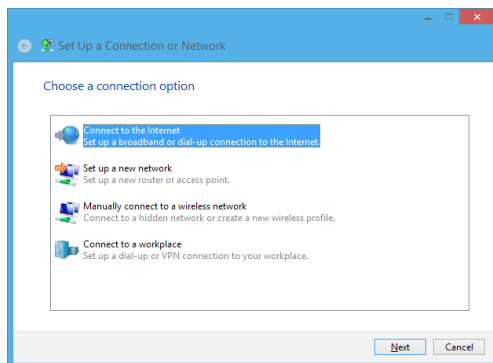 Set Up a Connection or Network
Choose a connection option
Connect to the Internet
Set up a broadband or dial-up connection to the Internet.
Set up a new network
Set up a new router or access point.
Manually connect to a wireless network
Connect to a hidden network or create a new wireless profile.
Connect to a workplace
Set up a dial-up or VPN connection to your workplace.
Next Cancel